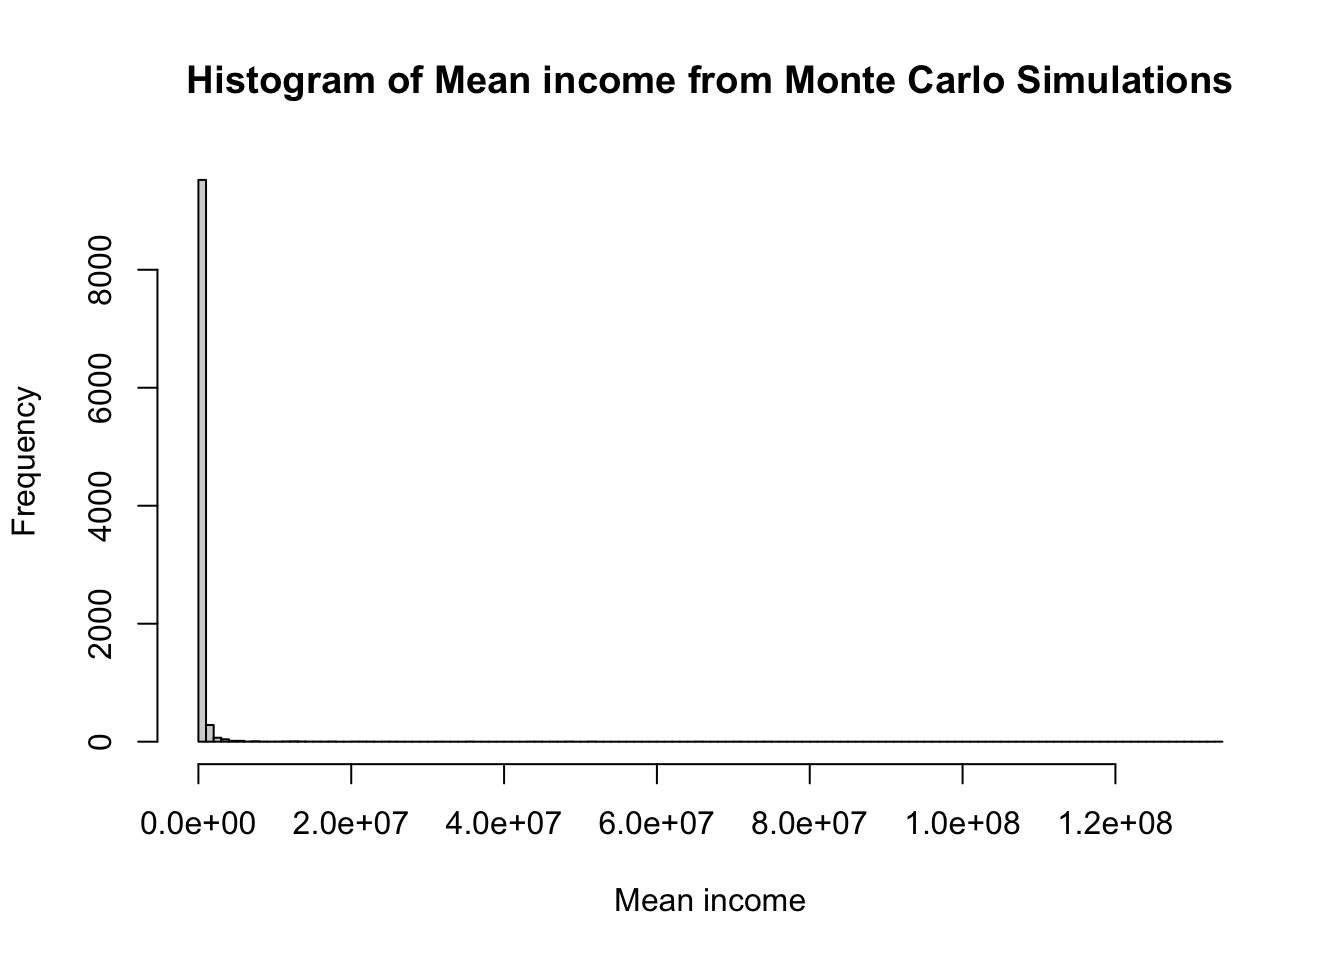 Histogram of Mean income from Monte Carlo Simulations
Frequency
8000
6000
4000
2000
0
0.0e+00 2.0e+07 4.0e+07 6.0e+07 8.0e+07 1.0e+08 1.2e+08
Mean income